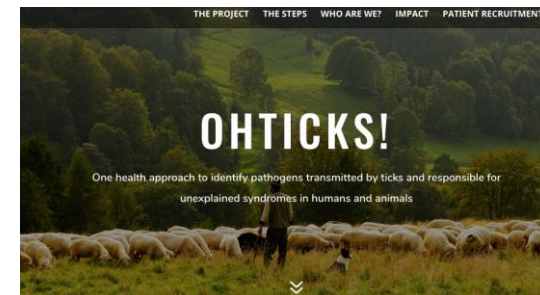 THE PROJECT THE STEPS WHO ARE WE? IMPACT PATIENT RECRUITMENT
OHTICKS!
One health approach to identify pathogens transmitted by ticks and responsible for
unexplained syndromes in humans and animals